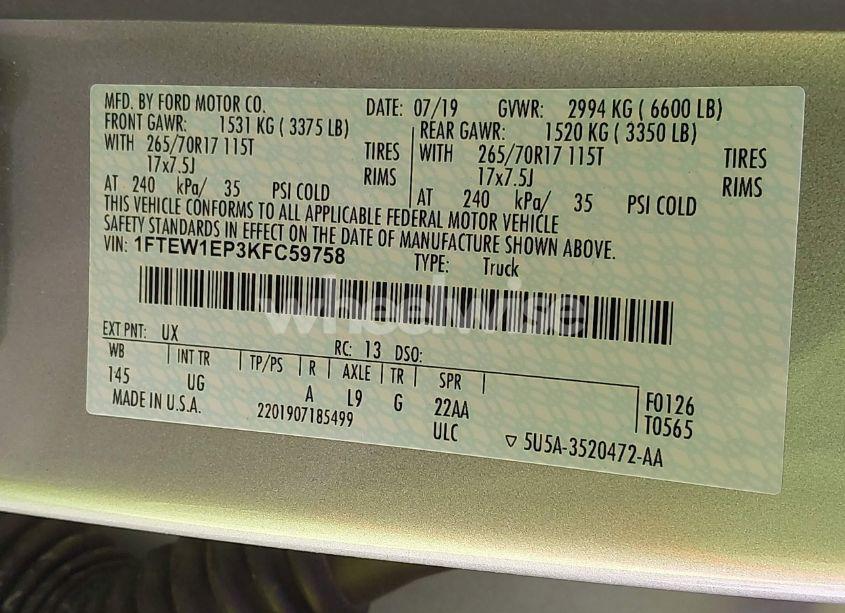 MFD. BY FORD MOTOR CO. DATE: 07/19 GVWR: 2994 KG ( 6600 LB)
FRONT GAWR: 1531 KG ( 3375 LB) REAR GAWR: 1520 KG ( 3350 LB)
WITH 265/70R17 115T TIRES WITH 265/70R17 115T TIRES
17x7.5J RIMS 17x7.5J RIMS
AT 240 kPa/ 35 PSI COLD AT 240 kPa/ 35 PSI COLD
THIS VEHICLE CONFORMS TO ALL APPLICABLE FEDERAL MOTOR VEHICLE
SAFETY STANDARDS IN EFFECT ON THE DATE OF MANUFACTURE SHOWN ABOVE.
VIN: 1FTEW1EP3KFC59758 TYPE: Truck
wheelwise
EXT PNT: UX RC: 13 DSO:
WB INT TR TP/PS R AXLE TR SPR
145 UG A L9 G 22AA F0126
MADE IN U.S.A. 2201907185499 ULC T0565
5U5A-3520472-AA